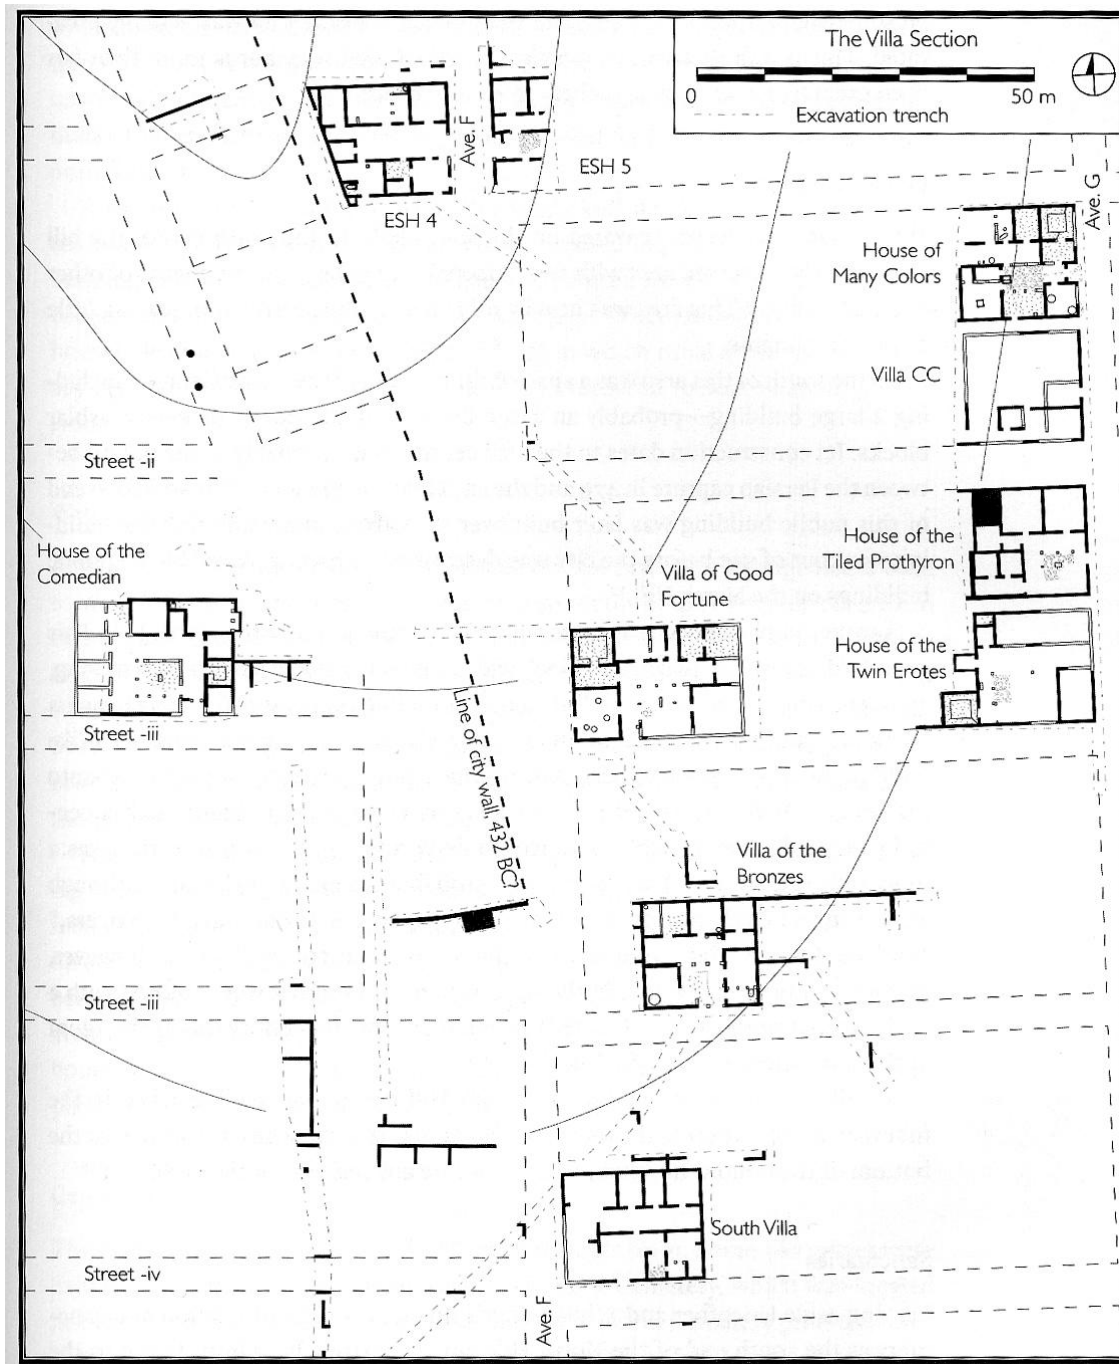 The Villa Section
0
50 m
Excavation trench
Ave. F
ESH 5
ESH 4
Ave. G
House of
Many Colors
Villa CC
Street -ii
House of the
Comedian
House of the
Tiled Prothyron
Villa of Good
Fortune
House of the
Twin Erotes
Street -iii
Line of city wall, 432 BC?
Villa of the
Bronzes
Street -iii
South Villa
Street -iv
Ave. F